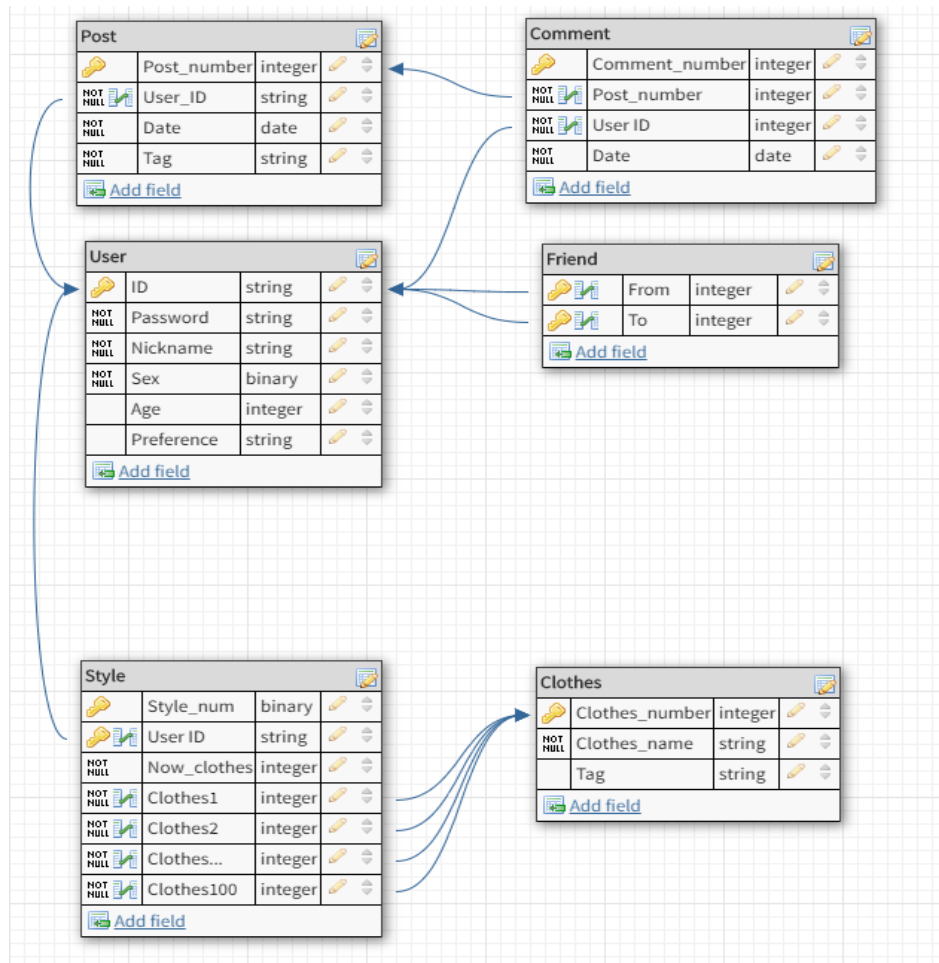 Post
Post_number integer
NOT NULL User_ID string
NOT NULL Date date
NOT NULL Tag string
Add field
Comment
Comment_number integer
NOT NULL Post_number integer
NOT NULL User ID integer
NOT NULL Date date
Add field
User
ID string
NOT NULL Password string
NOT NULL Nickname string
NOT NULL Sex binary
Age integer
Preference string
Add field
Friend
From integer
To integer
Add field
Style
Style_num binary
User ID string
NOT NULL Now_clothes integer
NOT NULL Clothes1 integer
NOT NULL Clothes2 integer
NOT NULL Clothes... integer
NOT NULL Clothes100 integer
Add field
Clothes
Clothes_number integer
NOT NULL Clothes_name string
Tag string
Add field